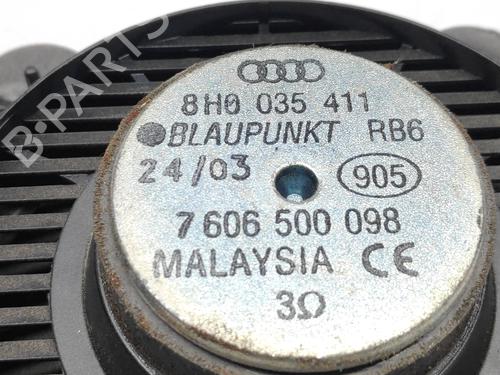 8H0 035 411
BLAUPUNKT RB6
24/03 905
7 606 500 098
MALAYSIA CE
3Ω
B-PARTS